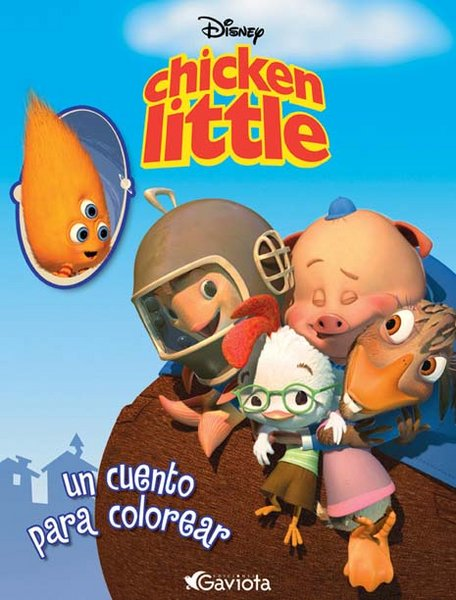 Disney
chicken
little
un cuento
para colorear
Gaviota